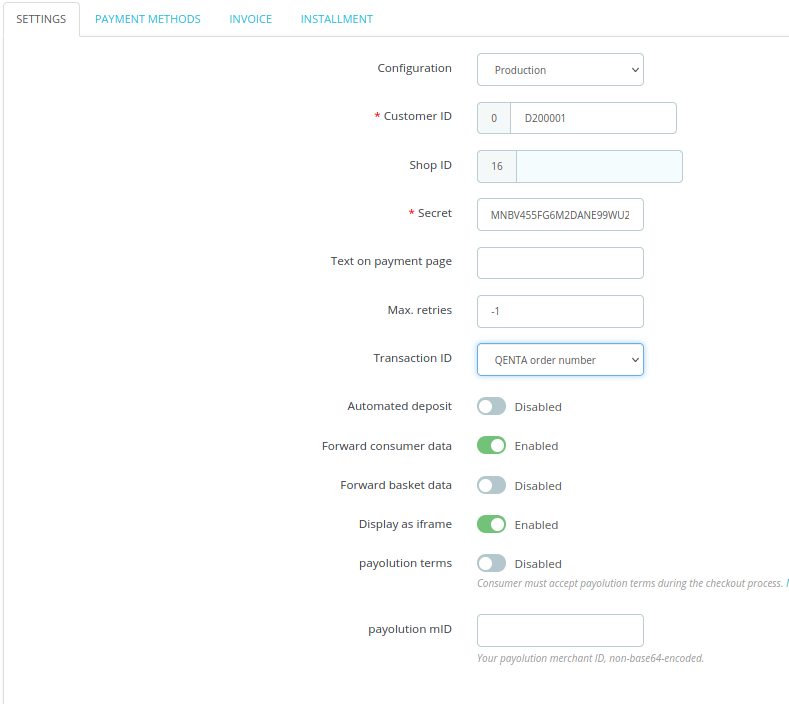 SETTINGS PAYMENT METHODS INVOICE INSTALLMENT
Configuration Production
* Customer ID 0 D200001
Shop ID 16
* Secret MNBV455FG6M2DANE99WU2
Text on payment page
Max. retries -1
Transaction ID QENTA order number
Automated deposit Disabled
Forward consumer data Enabled
Forward basket data Disabled
Display as iframe Enabled
payolution terms Disabled
Consumer must accept payolution terms during the checkout process.
payolution mID
Your payolution merchant ID, non-base64-encoded.